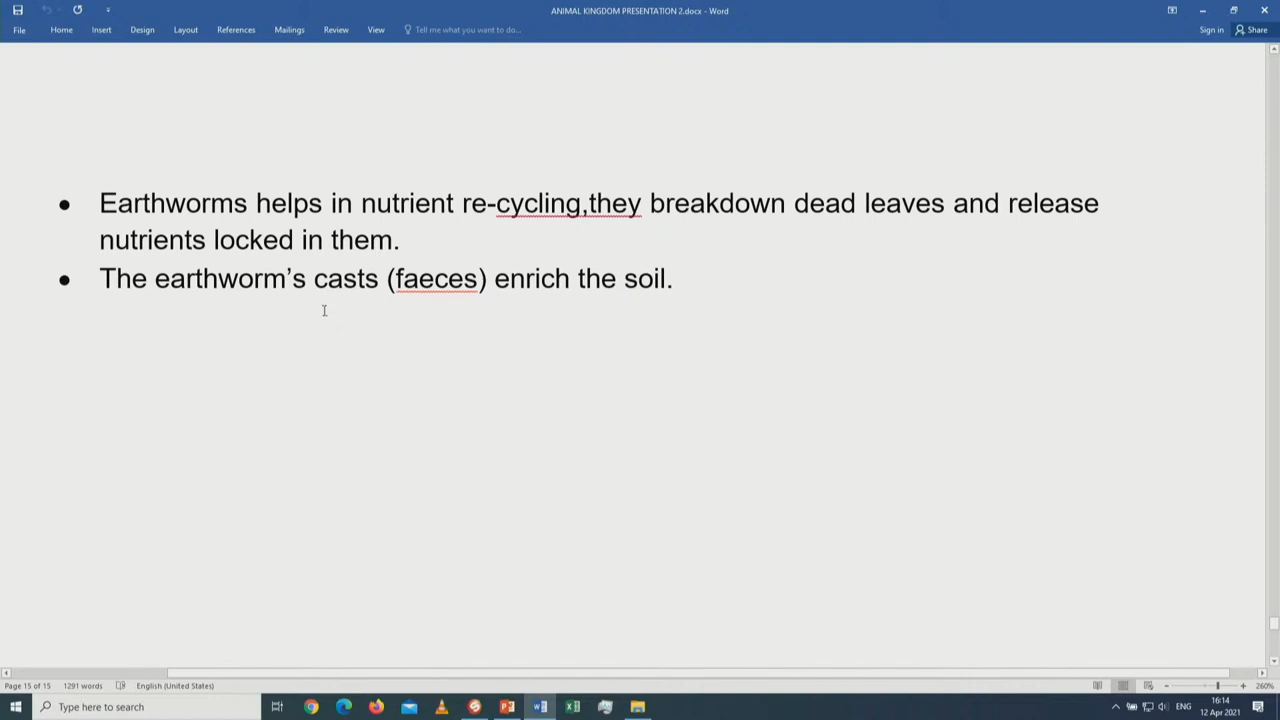 ANIMAL KINGDOM PRESENTATION 2.docx - Word
File Home Insert Design Layout References Mailings Review View Tell me what you want to do... Sign in Share
• Earthworms helps in nutrient re-cycling,they breakdown dead leaves and release
nutrients locked in them.
• The earthworm’s casts (faeces) enrich the soil.
Page 15 of 15 1291 words English (United States) 260%
Type here to search ENG 16:14
12 Apr 2021